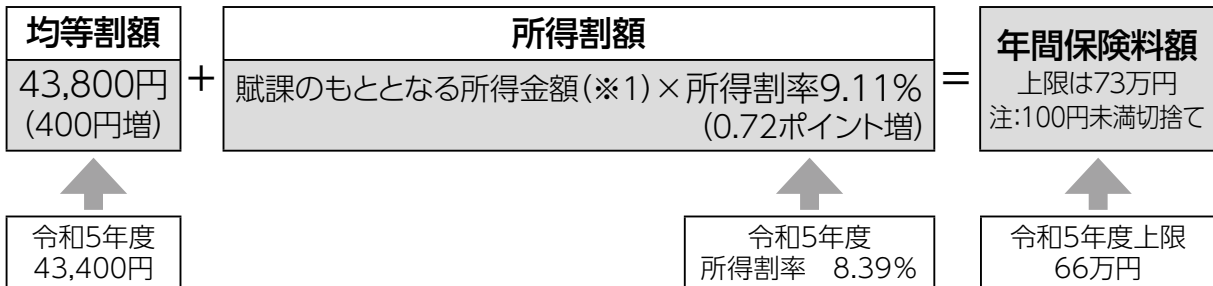 均等割額
43,800円
(400円増)
+
所得割額
賦課のもととなる所得金額(※1)×所得割率9.11%
(0.72ポイント増)
=
年間保険料額
上限は73万円
注:100円未満切捨て
令和5年度
43,400円
令和5年度
所得割率 8.39%
令和5年度上限
66万円